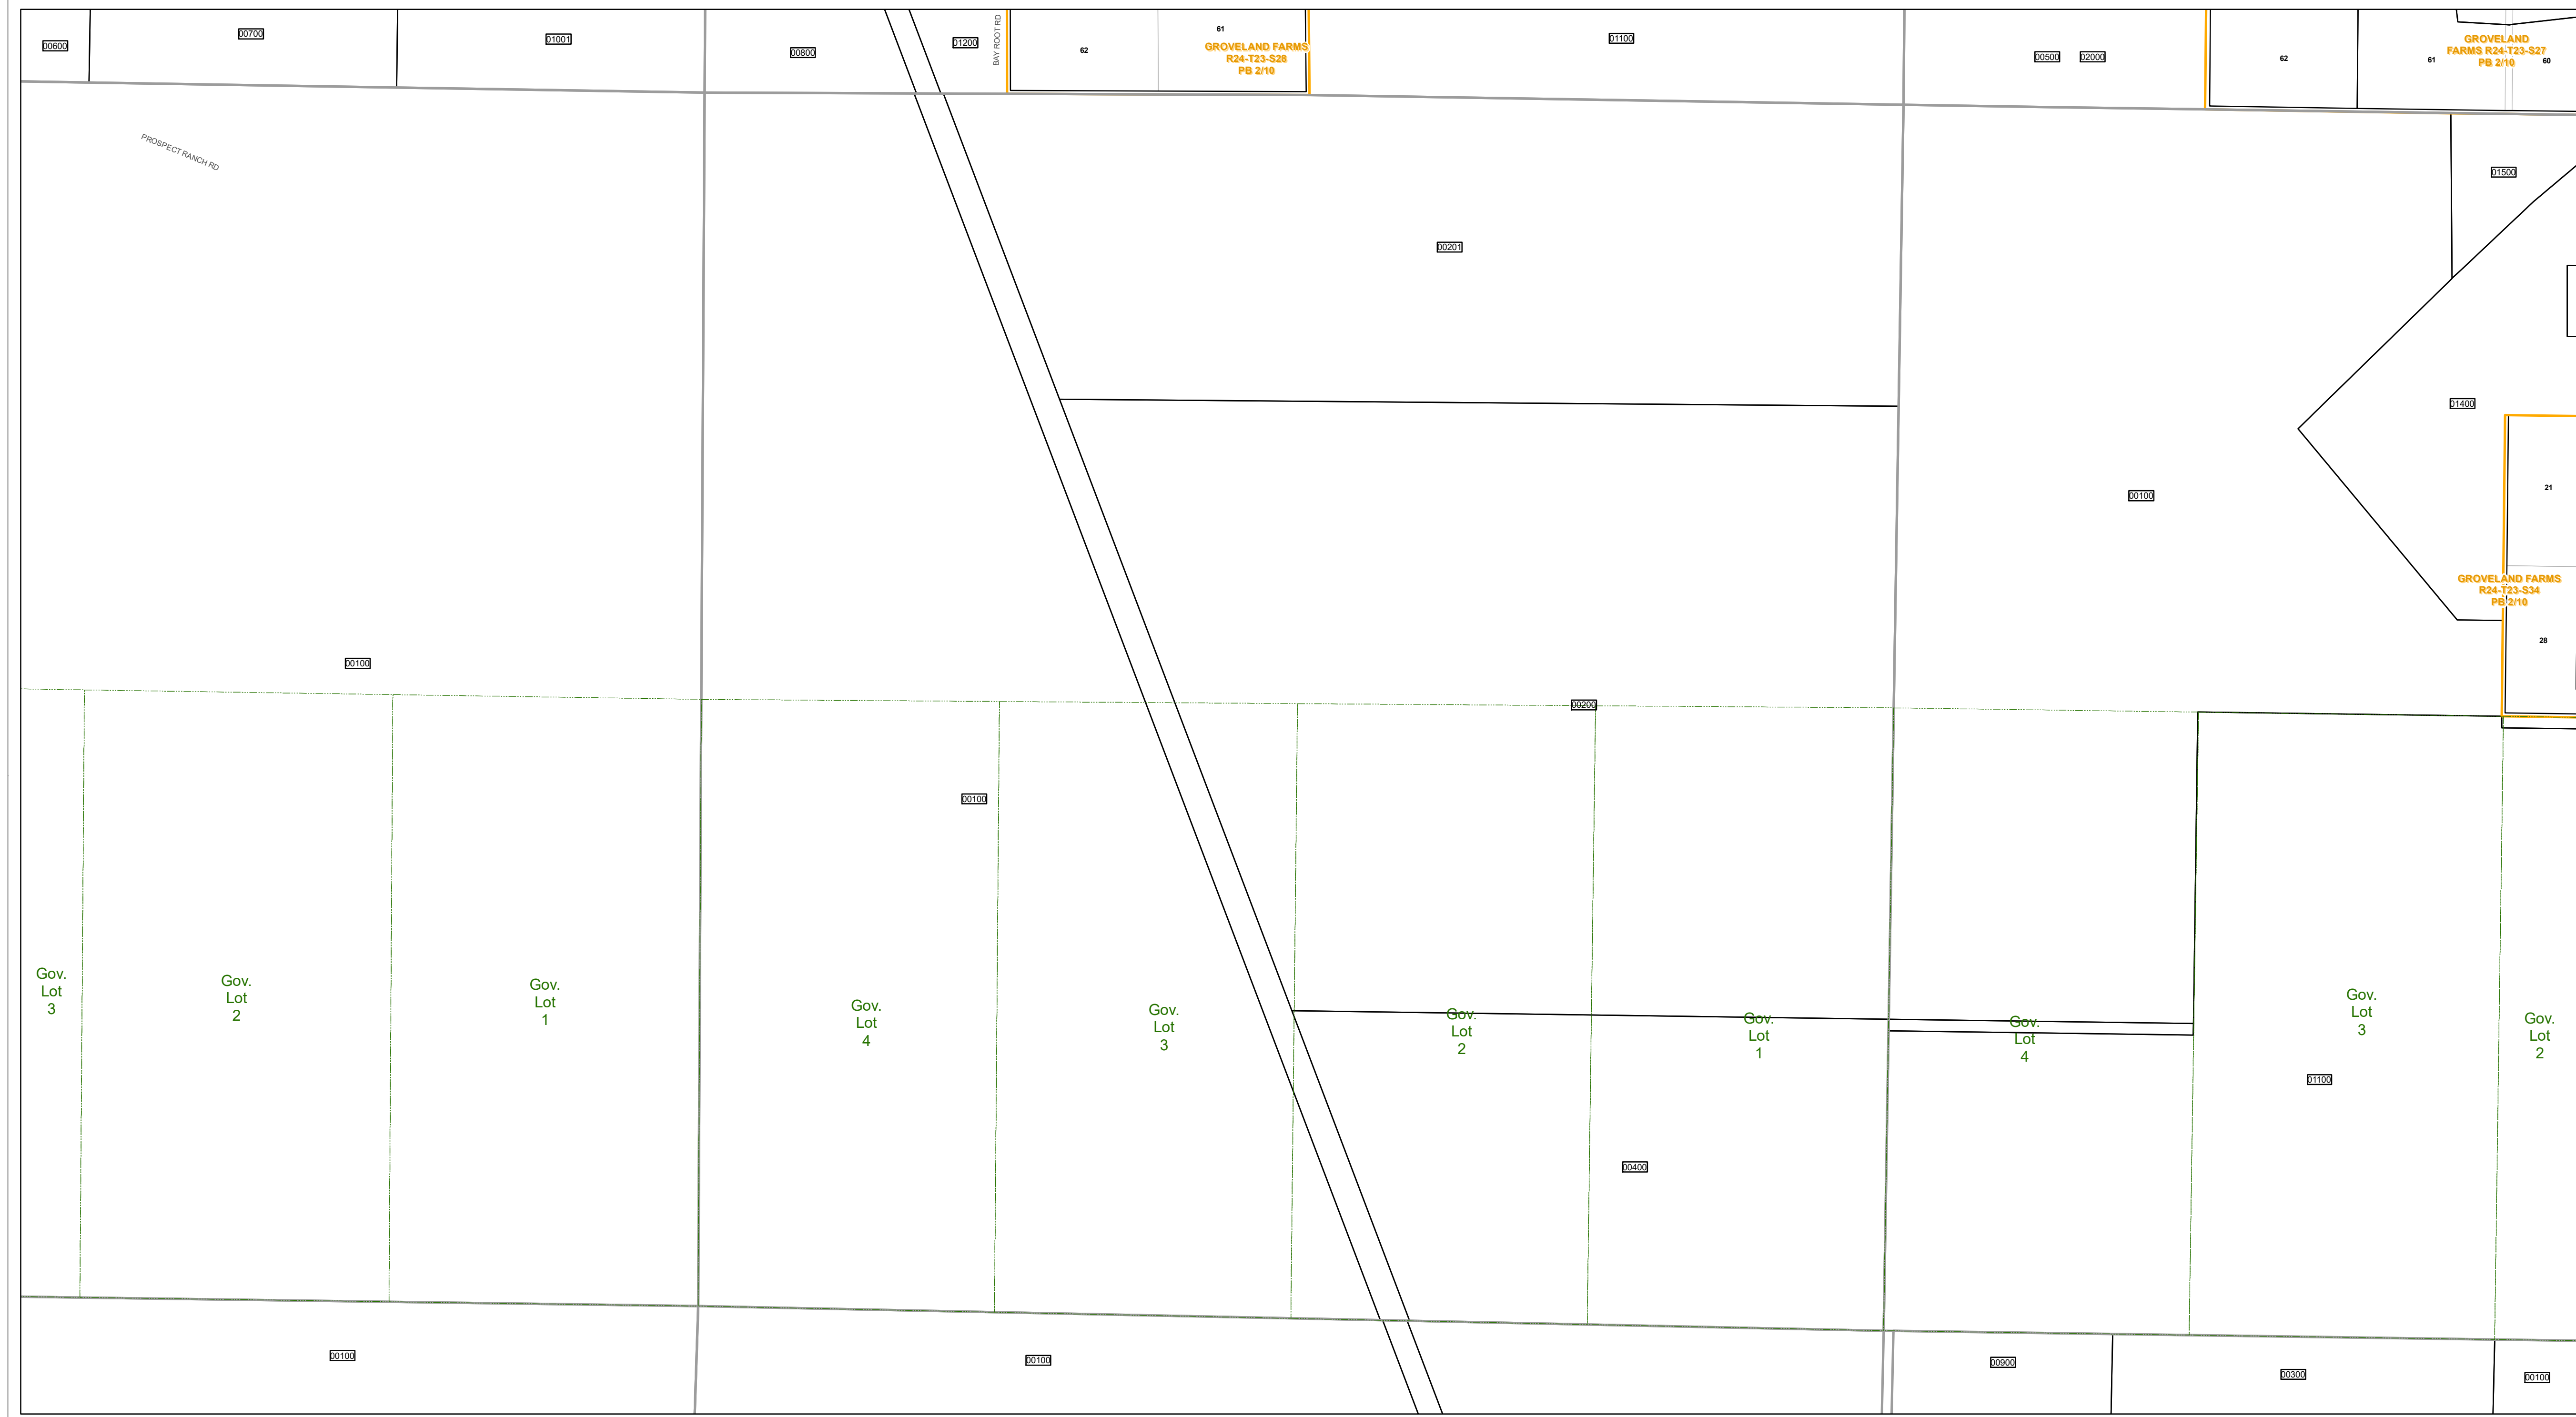 00600
00700
01001
00800
01200
BAY ROOT RD
62
61
GROVELAND FARMS
R24-T23-S28
PB 2/10
01100
00500
02000
62
61
GROVELAND
FARMS R24-T23-S27
PB 2/10
60
PROSPECT RANCH RD
01500
00201
01400
00100
21
GROVELAND FARMS
R24-T23-S34
PB 2/10
28
00100
00200
00100
Gov.
Lot
3
Gov.
Lot
2
Gov.
Lot
1
Gov.
Lot
4
Gov.
Lot
3
Gov.
Lot
2
Gov.
Lot
1
Gov.
Lot
4
Gov.
Lot
3
Gov.
Lot
2
01100
00400
00100
00100
00900
00300
00100